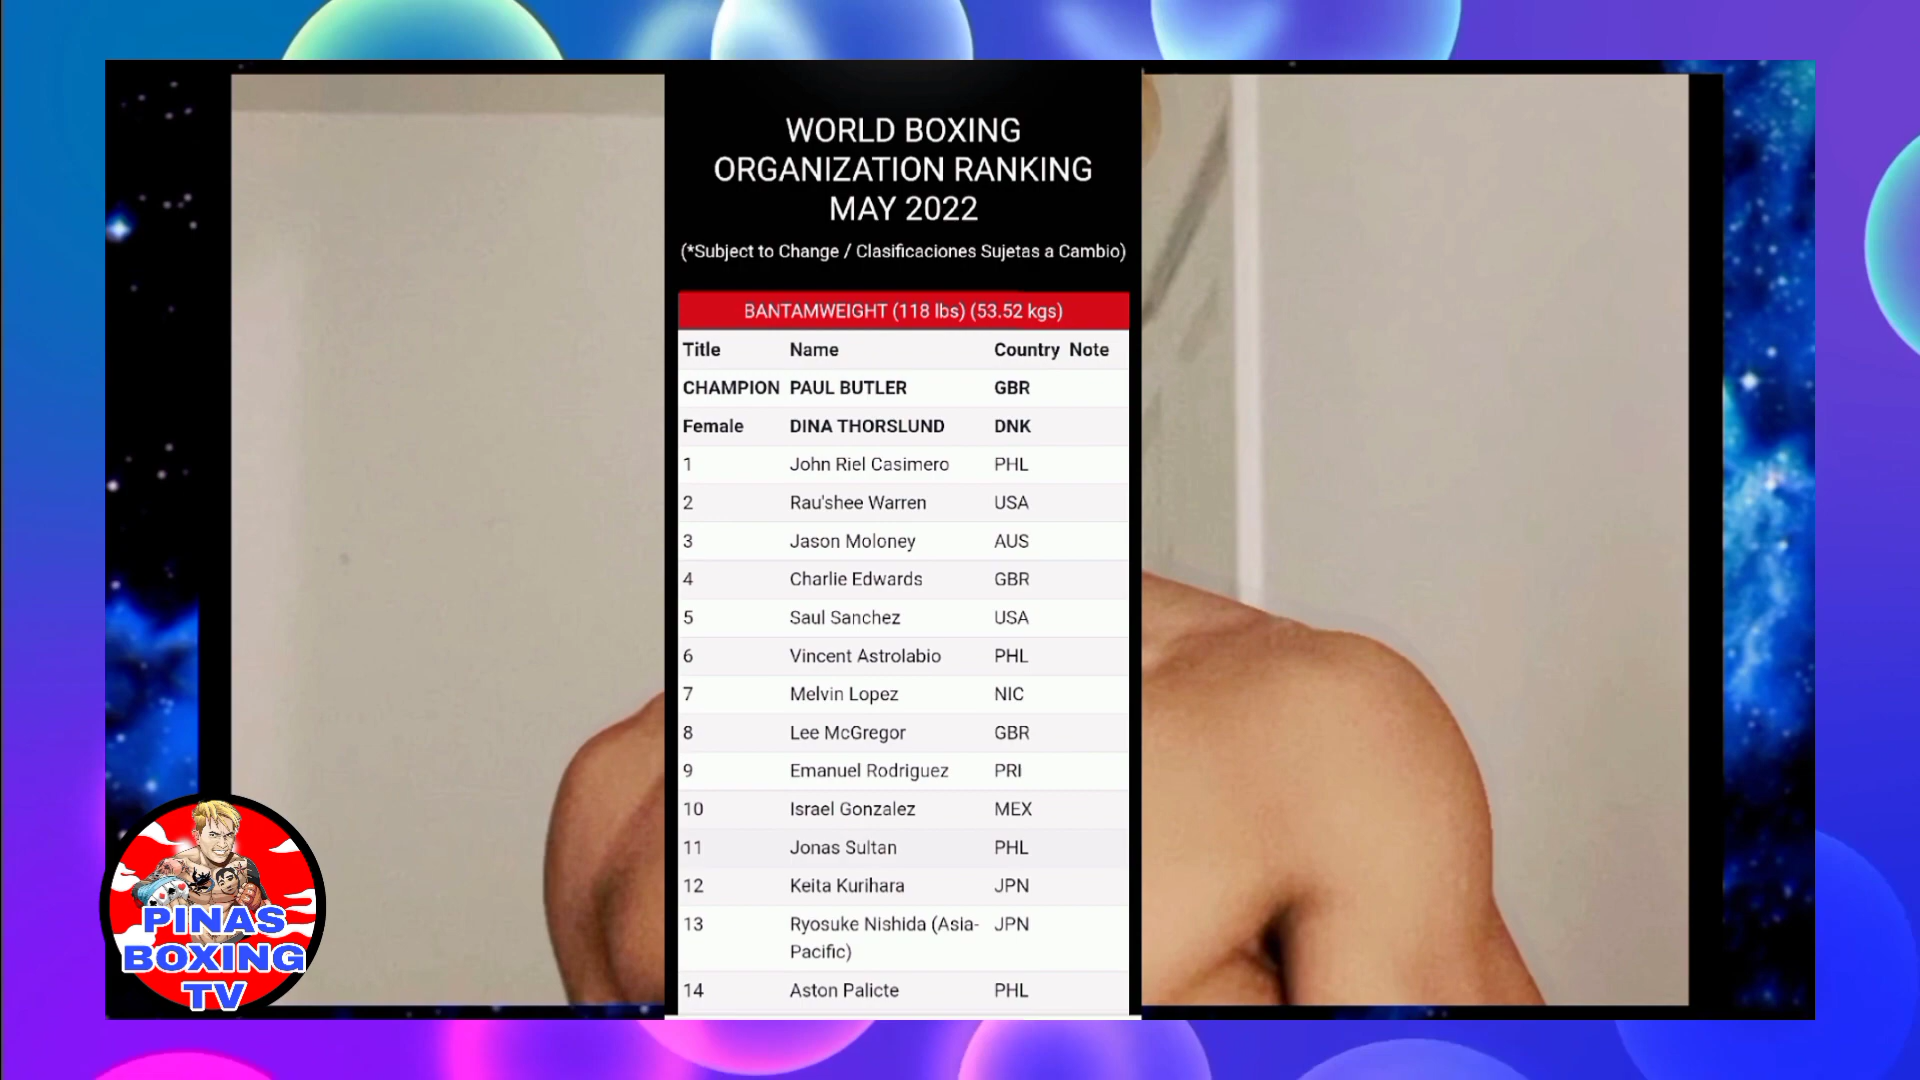 WORLD BOXING
ORGANIZATION RANKING
MAY 2022
(*Subject to Change / Clasificaciones Sujetas a Cambio)
BANTAMWEIGHT (118 lbs) (53.52 kgs)
Title Name Country Note
CHAMPION PAUL BUTLER GBR
Female DINA THORSLUND DNK
1 John Riel Casimero PHL
2 Rau'shee Warren USA
3 Jason Moloney AUS
4 Charlie Edwards GBR
5 Saul Sanchez USA
6 Vincent Astrolabio PHL
7 Melvin Lopez NIC
8 Lee McGregor GBR
9 Emanuel Rodriguez PRI
10 Israel Gonzalez MEX
11 Jonas Sultan PHL
12 Keita Kurihara JPN
13 Ryosuke Nishida (Asia- JPN
Pacific)
14 Aston Palicte PHL
PINAS
BOXING
TV